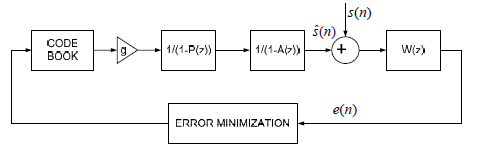 s(n)
CODE
BOOK
g
1/(1-P(z))
1/(1-A(z))
ŝ(n)
+
W(z)
e(n)
ERROR MINIMIZATION